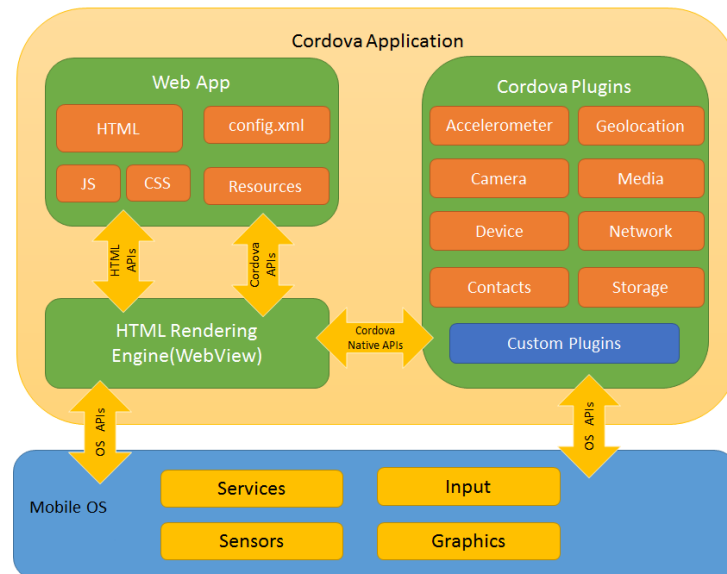 Cordova Application
Web App
HTML
config.xml
JS
CSS
Resources
Cordova Plugins
Accelerometer
Geolocation
Camera
Media
Device
Network
Contacts
Storage
Custom Plugins
HTML
APIs
Cordova
APIs
HTML Rendering
Engine(WebView)
Cordova
Native APIs
OS APIs
OS APIs
Mobile OS
Services
Input
Sensors
Graphics